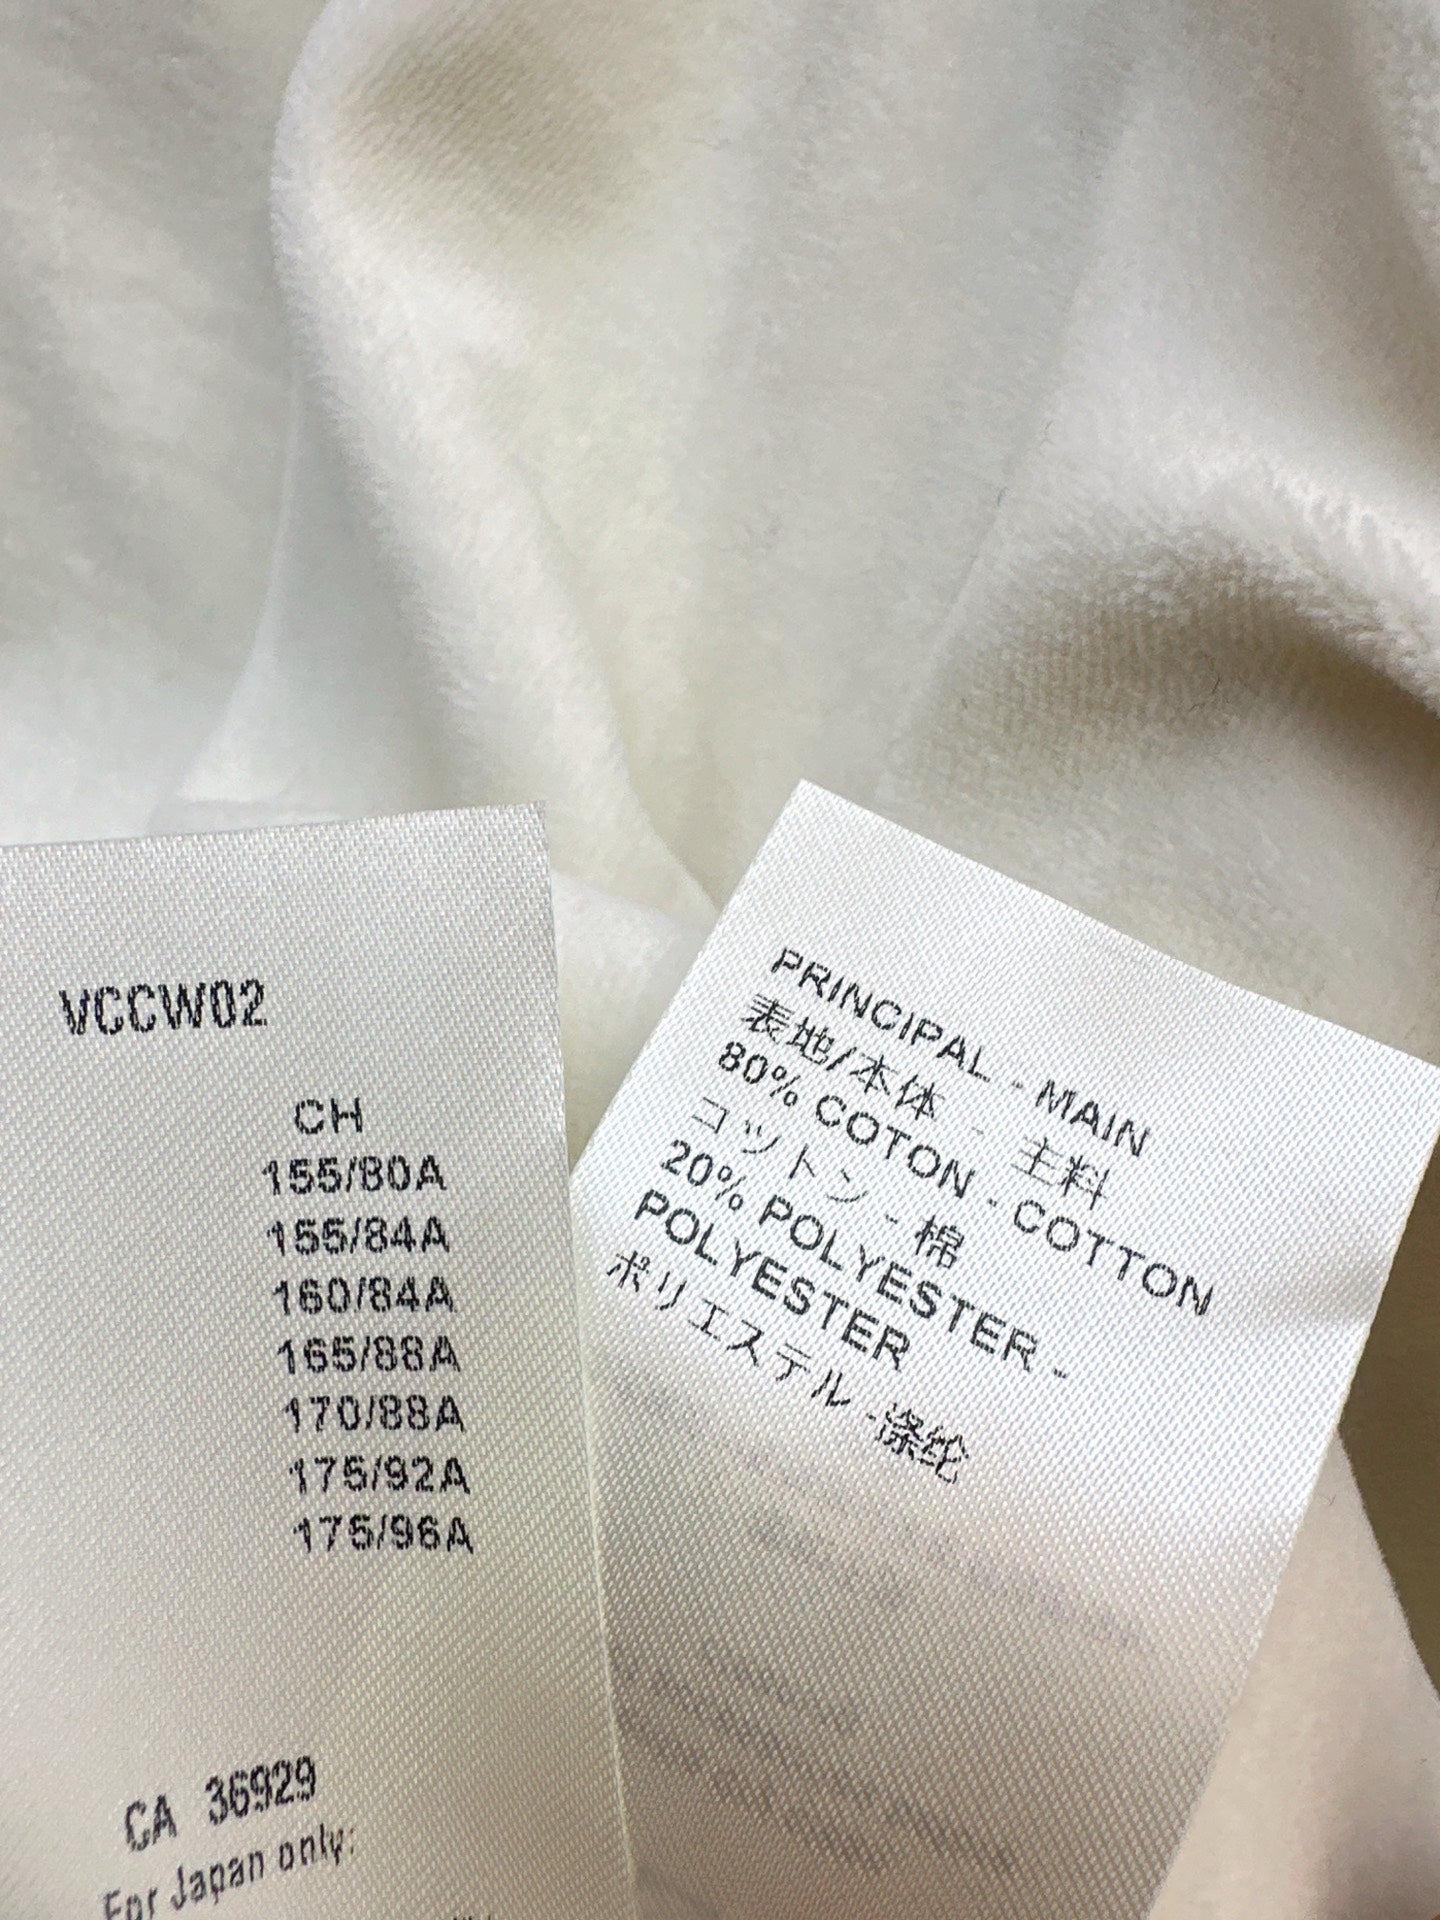 VCCW02
CH
155/80A
155/84A
160/84A
165/88A
170/88A
175/92A
175/96A
CA 36929
For Japan only:
PRINCIPAL - MAIN
表地/本体 - 主料
80% COTON - COTTON
コットン - 棉
20% POLYESTER -
POLYESTER
ポリエステル -涤纶